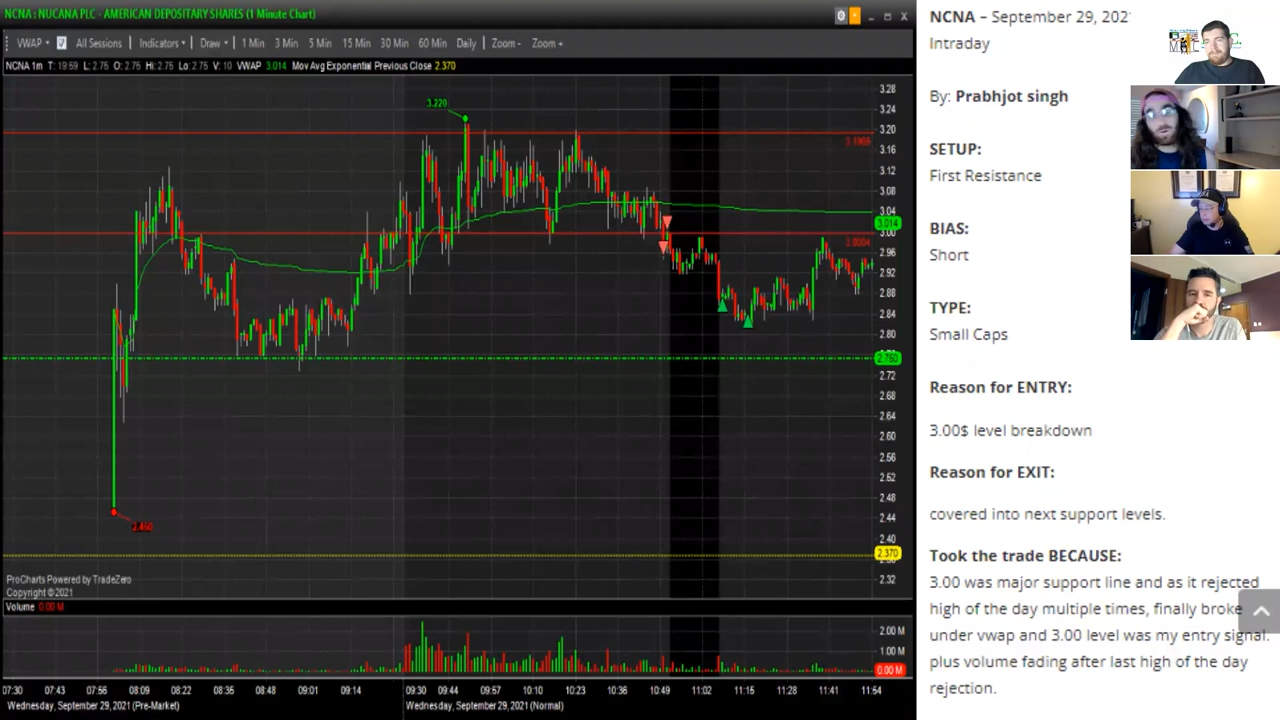 NCNA : NUCANA PLC - AMERICAN DEPOSITARY SHARES (1 Minute Chart)
VWAP All Sessions Indicators Draw 1 Min 3 Min 5 Min 15 Min 30 Min 60 Min Daily Zoom - Zoom +
NCNA 1m T: 19:59 L: 2.75 O: 2.75 Hi: 2.75 Lo: 2.75 V: 10 VWAP 3.014 Mov Avg Exponential Previous Close 2.370
3.220
3.28
3.24
3.20
3.16
3.12
3.08
3.04
3.014
3.00
2.96
2.92
2.88
2.84
2.80
2.760
2.72
2.68
2.64
2.60
2.56
2.52
2.48
2.44
2.40
2.370
2.32
ProCharts Powered by TradeZero
Copyright ©2021
Volume 0.00 M
2.00 M
1.00 M
0.00 M
07:30 07:43 07:56 08:09 08:22 08:35 08:48 09:01 09:14 09:30 09:44 09:57 10:10 10:23 10:36 10:49 11:02 11:15 11:28 11:41 11:54
Wednesday, September 29, 2021 (Pre-Market) Wednesday, September 29, 2021 (Normal)
NCNA – September 29, 202
Intraday
By: Prabhjot singh
SETUP:
First Resistance
BIAS:
Short
TYPE:
Small Caps
Reason for ENTRY:
3.00$ level breakdown
Reason for EXIT:
covered into next support levels.
Took the trade BECAUSE:
3.00 was major support line and as it rejected
high of the day multiple times, finally broke
under vwap and 3.00 level was my entry signal.
plus volume fading after last high of the day
rejection.